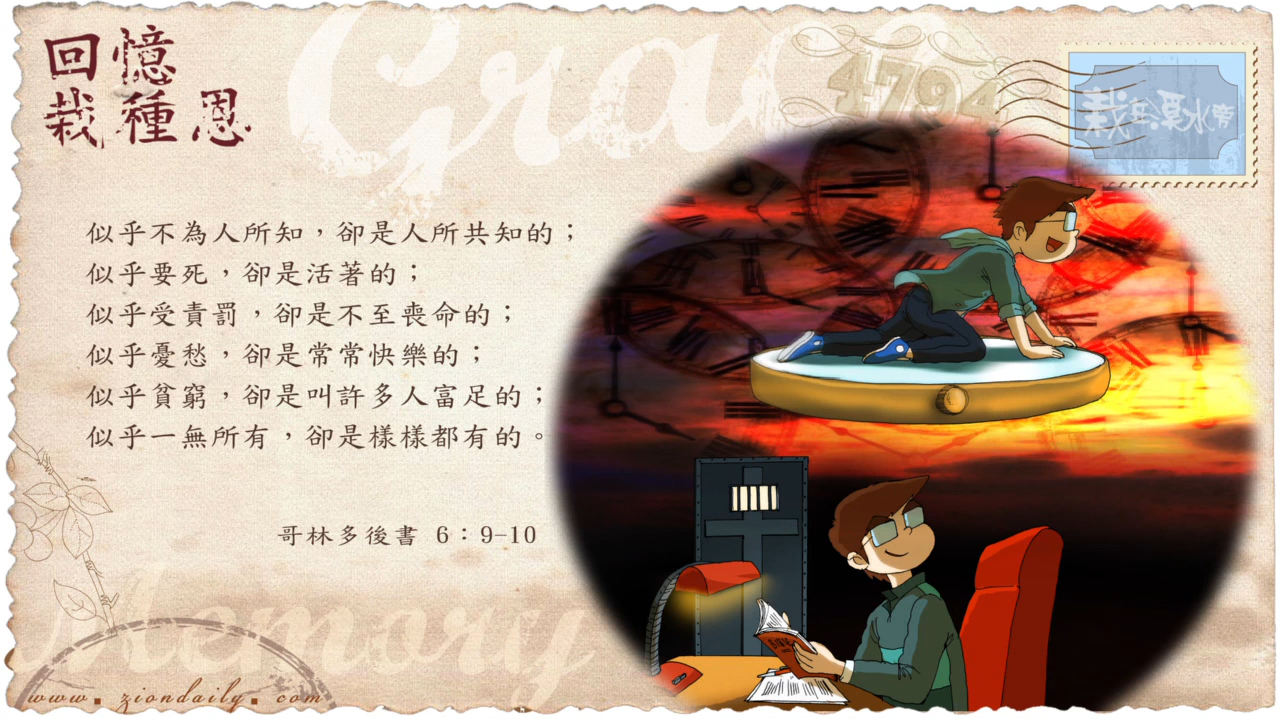 回憶
栽種恩
Grac
4794
似乎不為人所知，卻是人所共知的；
似乎要死，卻是活著的；
似乎受責罰，卻是不至喪命的；
似乎憂愁，卻是常常快樂的；
似乎貧窮，卻是叫許多人富足的；
似乎一無所有，卻是樣樣都有的。
哥林多後書 6：9-10
Memory
www.ziondaily.com